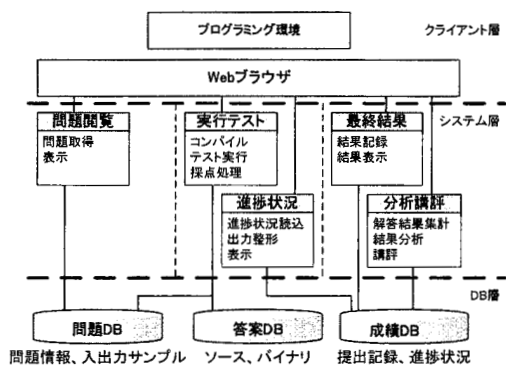 プログラミング環境
クライアント層
Webブラウザ
システム層
問題閲覧
問題取得
表示
実行テスト
コンパイル
テスト実行
採点処理
最終結果
結果記録
結果表示
進捗状況
進捗状況読込
出力整形
表示
分析講評
解答結果集計
結果分析
講評
DB層
問題DB
答案DB
成績DB
問題情報、入出力サンプル
ソース、バイナリ
提出記録、進捗状況